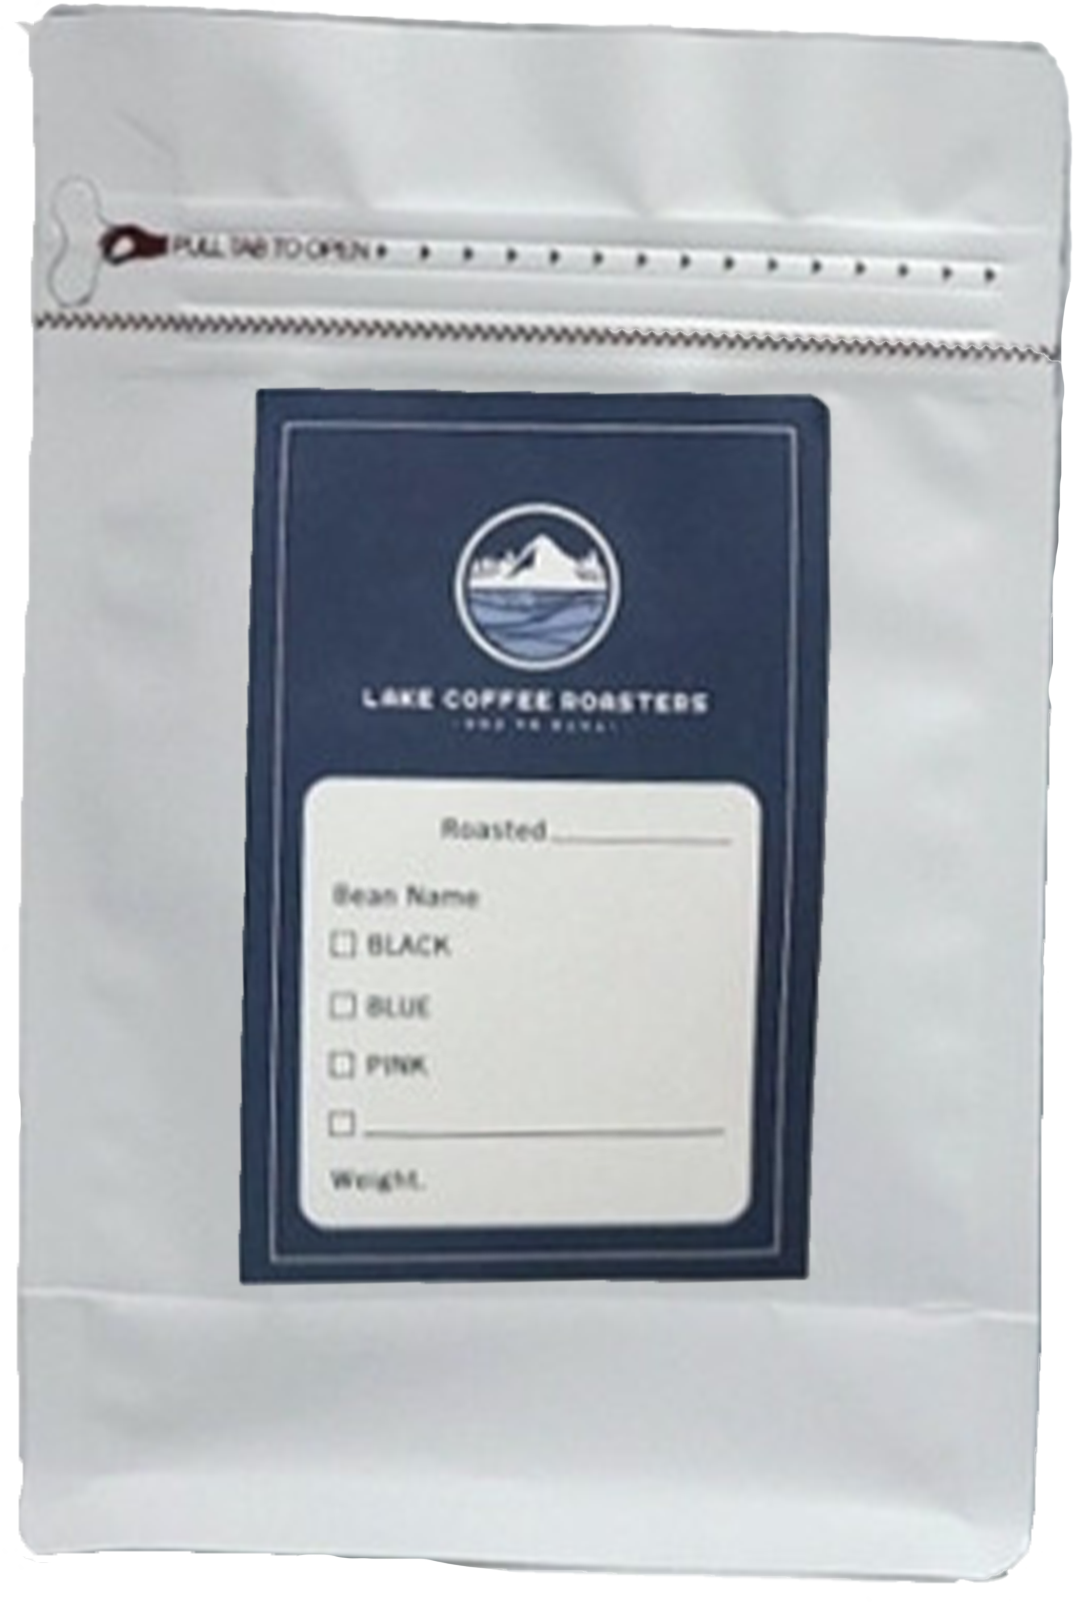 PULL TAB TO OPEN
LAKE COFFEE ROASTERS
Roasted
Bean Name
BLACK
BLUE
PINK
Weight.